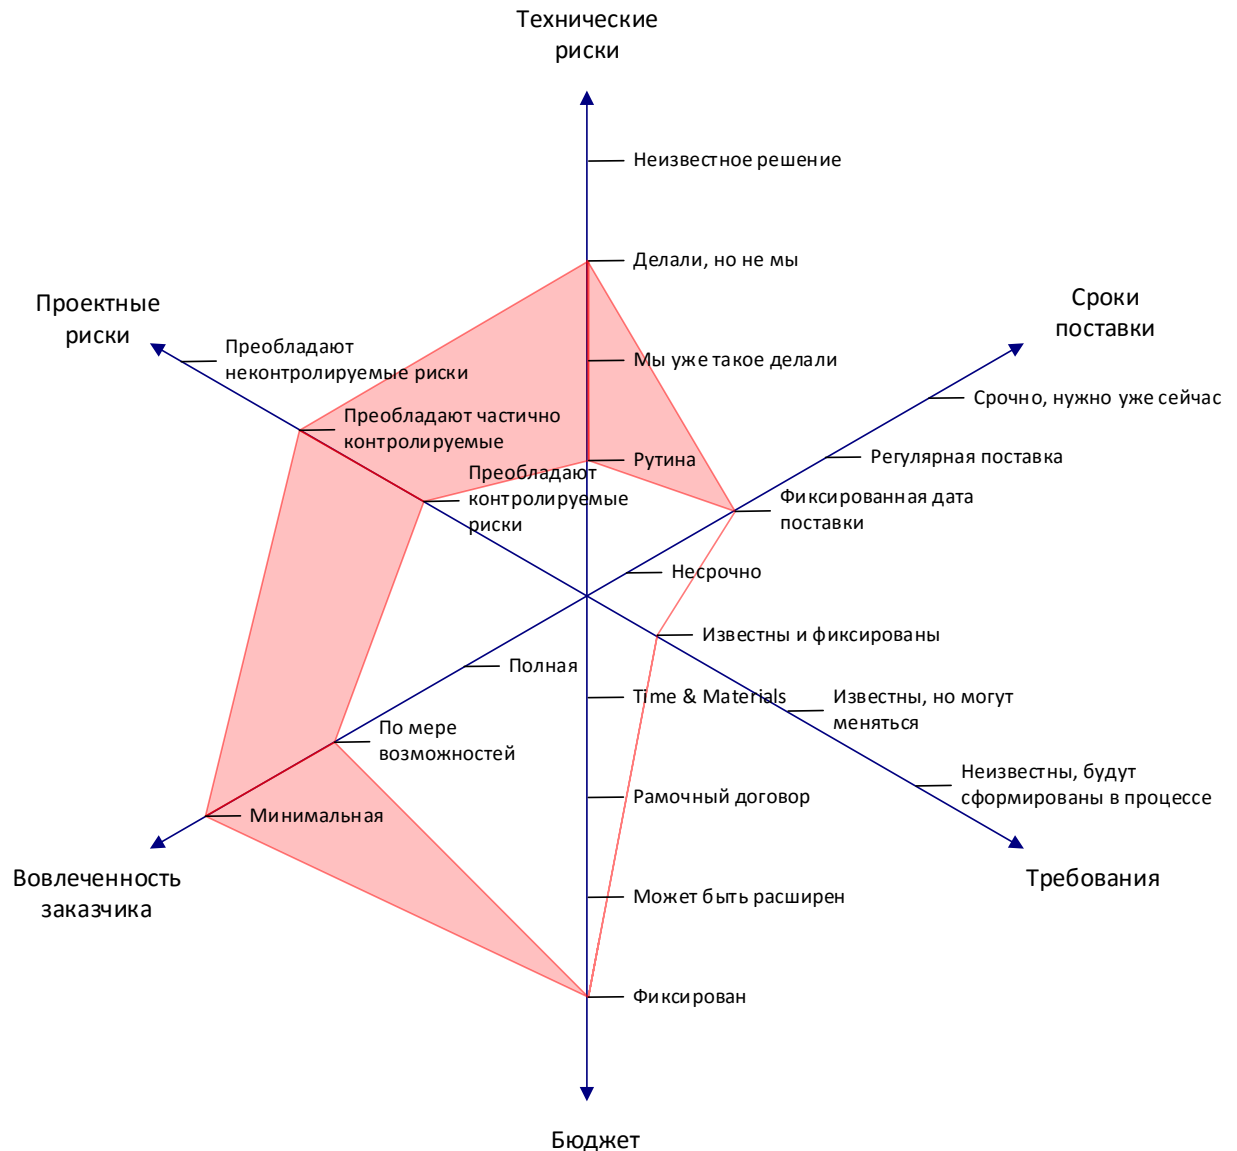 Технические
риски
Неизвестное решение
Делали, но не мы
Сроки
поставки
Проектные
риски
Преобладают
неконтролируемые риски
Мы уже такое делали
Срочно, нужно уже сейчас
Преобладают частично
контролируемые
Рутина
Регулярная поставка
Преобладают
контролируемые
риски
Фиксированная дата
поставки
Несрочно
Известны и фиксированы
Полная
Time & Materials
Известны, но могут
меняться
По мере
возможностей
Неизвестны, будут
сформированы в процессе
Рамочный договор
Минимальная
Вовлеченность
заказчика
Требования
Может быть расширен
Фиксирован
Бюджет